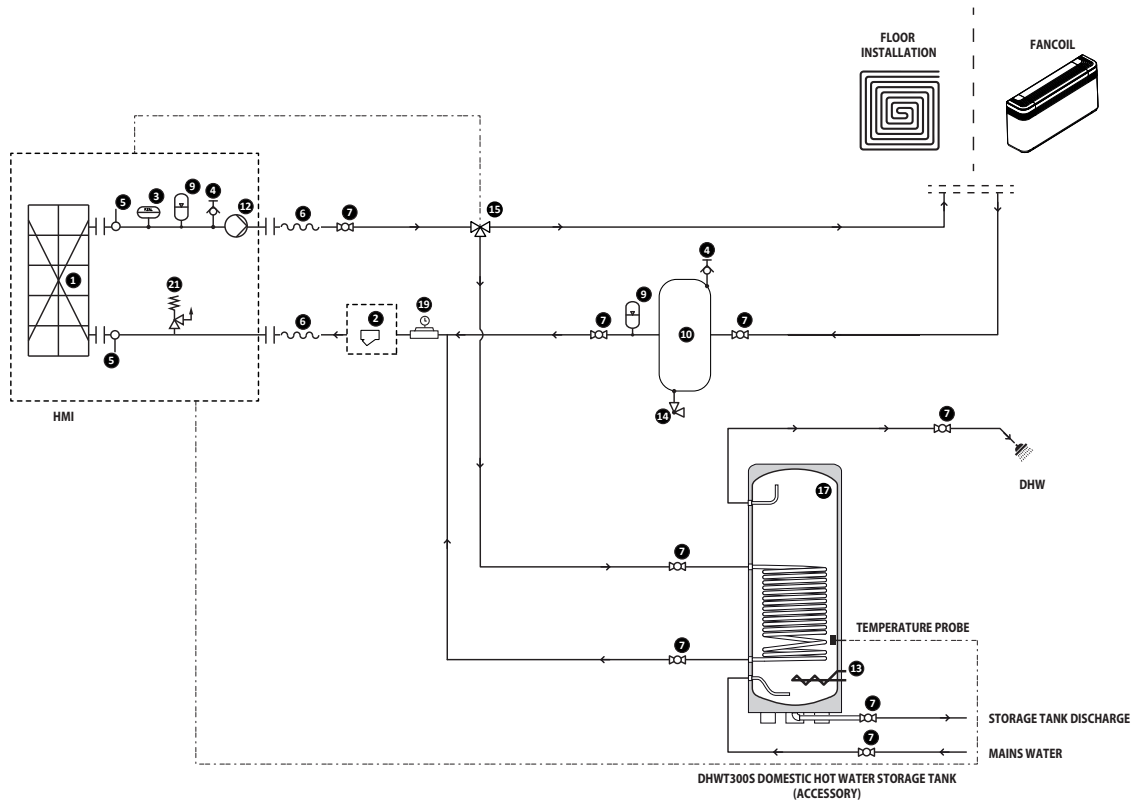 FLOOR
INSTALLATION
FANCOIL
5
3
9
4
12
6
7
15
1
21
5
6
2
19
7
9
4
10
7
14
HMI
7
DHW
17
7
TEMPERATURE PROBE
7
13
7
STORAGE TANK DISCHARGE
7
MAINS WATER
DHWT300S DOMESTIC HOT WATER STORAGE TANK
(ACCESSORY)